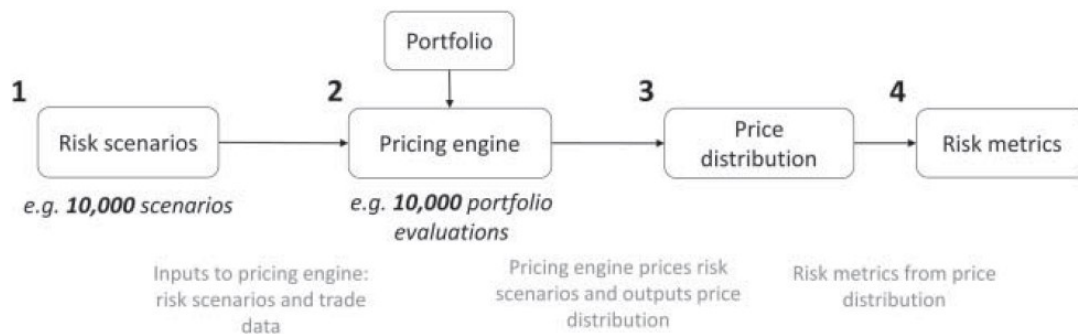 Portfolio
1
2
3
4
Risk scenarios
Pricing engine
Price
distribution
Risk metrics
e.g. 10,000 scenarios
e.g. 10,000 portfolio
evaluations
Inputs to pricing engine:
risk scenarios and trade
data
Pricing engine prices risk
scenarios and outputs price
distribution
Risk metrics from price
distribution